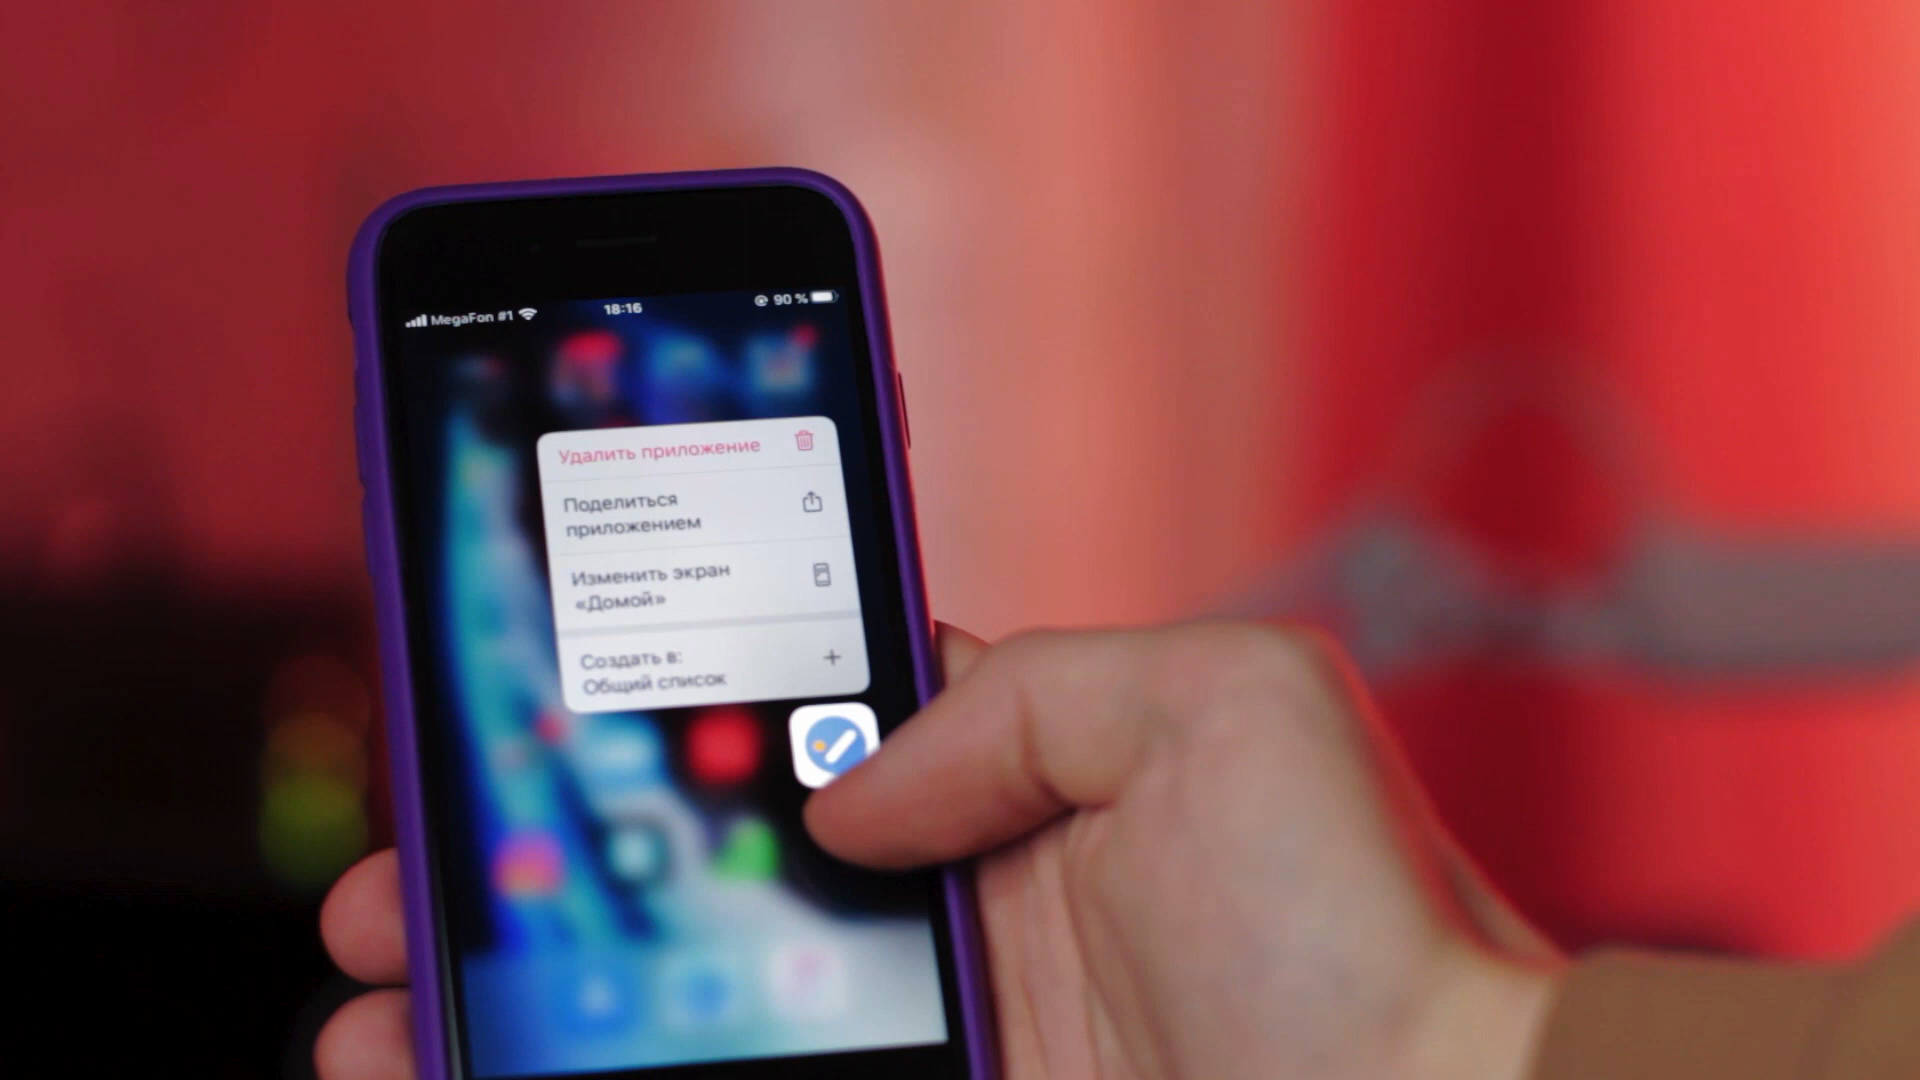 MegaFon #1 18:16 90 %
Удалить приложение
Поделиться
приложением
Изменить экран
«Домой»
Создать в:
Общий список